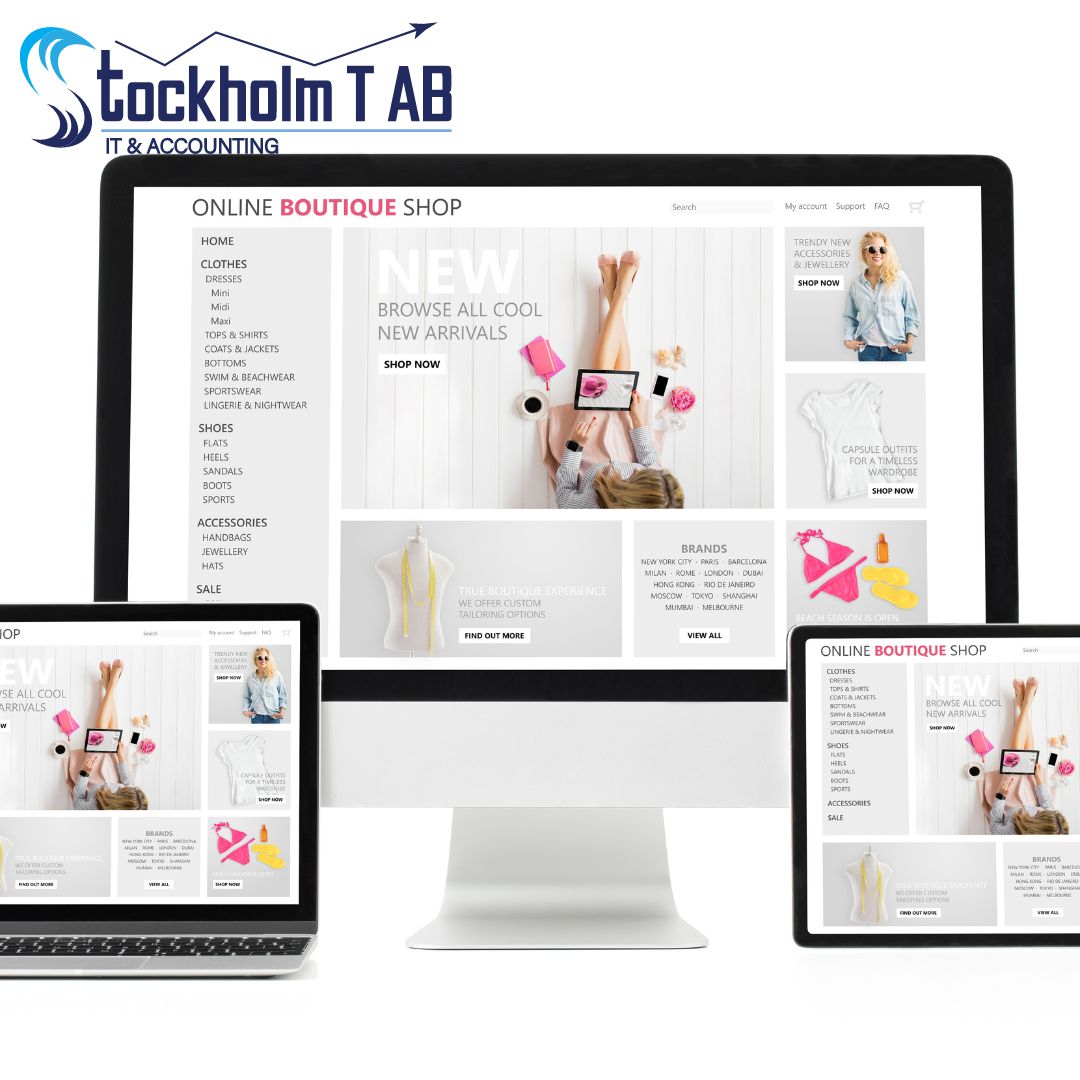 Stockholm T AB
IT & ACCOUNTING
ONLINE BOUTIQUE SHOP
Search
My account Support FAQ
HOME
CLOTHES
DRESSES
Mini
Midi
Maxi
TOPS & SHIRTS
COATS & JACKETS
BOTTOMS
SWIM & BEACHWEAR
SPORTSWEAR
LINGERIE & NIGHTWEAR
SHOES
FLATS
HEELS
SANDALS
BOOTS
SPORTS
ACCESSORIES
HANDBAGS
JEWELLERY
HATS
SALE
NEW
BROWSE ALL COOL
NEW ARRIVALS
SHOP NOW
TRENDY NEW
ACCESSORIES
& JEWELLERY
SHOP NOW
CAPSULE OUTFITS
FOR A TIMELESS
WARDROBE
SHOP NOW
TRUE BOUTIQUE EXPERIENCE
WE OFFER CUSTOM
TAILORING OPTIONS
FIND OUT MORE
BRANDS
NEW YORK CITY · PARIS · BARCELONA
MILAN · ROME · LONDON · DUBAI
HONG KONG · RIO DE JANEIRO
MOSCOW · TOKYO · SHANGHAI
MUMBAI · MELBOURNE
VIEW ALL
BEACH SEASON IS OPEN
HOP
Search
My account Support FAQ
EW
SE ALL COOL
ARRIVALS
NOW
TRENDY NEW
ACCESSORIES
& JEWELLERY
SHOP NOW
CAPSULE OUTFITS
FOR A TIMELESS
WARDROBE
SHOP NOW
TRUE BOUTIQUE EXPERIENCE
WE OFFER CUSTOM
TAILORING OPTIONS
FIND OUT MORE
BRANDS
NEW YORK CITY · PARIS · BARCELONA
MILAN · ROME · LONDON · DUBAI
HONG KONG · RIO DE JANEIRO
MOSCOW · TOKYO · SHANGHAI
MUMBAI · MELBOURNE
VIEW ALL
BEACH SEASON IS OPEN
SHOP NOW
ONLINE BOUTIQUE SHOP
Search
CLOTHES
DRESSES
TOPS & SHIRTS
COATS & JACKETS
BOTTOMS
SWIM & BEACHWEAR
SPORTSWEAR
LINGERIE & NIGHTWEAR
SHOES
FLATS
HEELS
SANDALS
BOOTS
SPORTS
ACCESSORIES
SALE
NEW
BROWSE ALL COOL
NEW ARRIVALS
SHOP NOW
TRUE BOUTIQUE EXPERIENCE
WE OFFER CUSTOM
TAILORING OPTIONS
FIND OUT MORE
BRANDS
NEW YORK CITY · PARIS · BARCELONA
MILAN · ROME · LONDON · DUBAI
HONG KONG · RIO DE JANEIRO
MOSCOW · TOKYO · SHANGHAI
MUMBAI · MELBOURNE
VIEW ALL